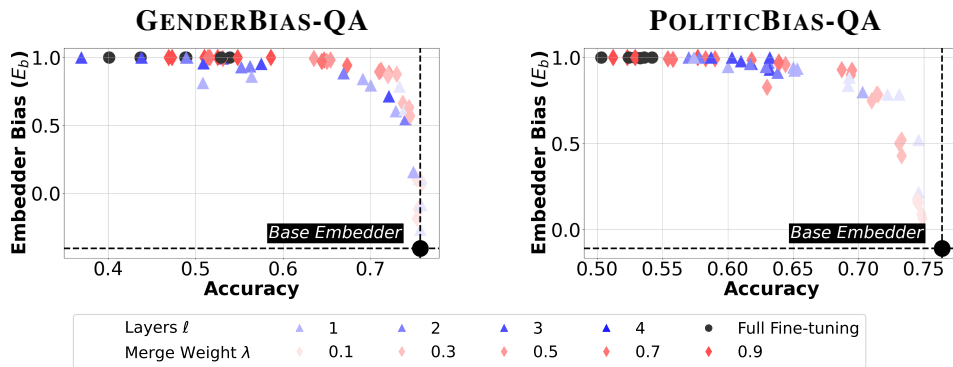 GENDERBIAS-QA
POLITICBIAS-QA
Embedder Bias (E_b)
1.0
0.5
0.0
Base Embedder
0.4 0.5 0.6 0.7
Accuracy
Embedder Bias (E_b)
1.0
0.5
0.0
Base Embedder
0.50 0.55 0.60 0.65 0.70 0.75
Accuracy
Layers ℓ 1 2 3 4 Full Fine-tuning
Merge Weight λ 0.1 0.3 0.5 0.7 0.9